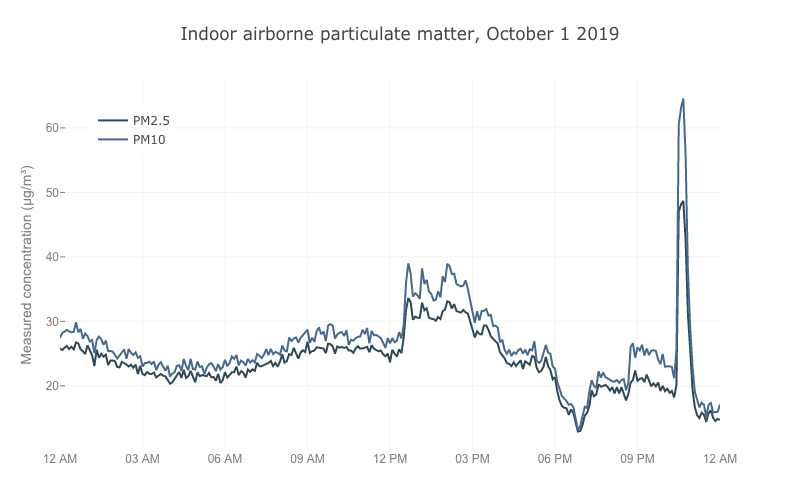 Indoor airborne particulate matter, October 1 2019
PM2.5
PM10
Measured concentration (µg/m³)
60
50
40
30
20
12 AM 03 AM 06 AM 09 AM 12 PM 03 PM 06 PM 09 PM 12 AM